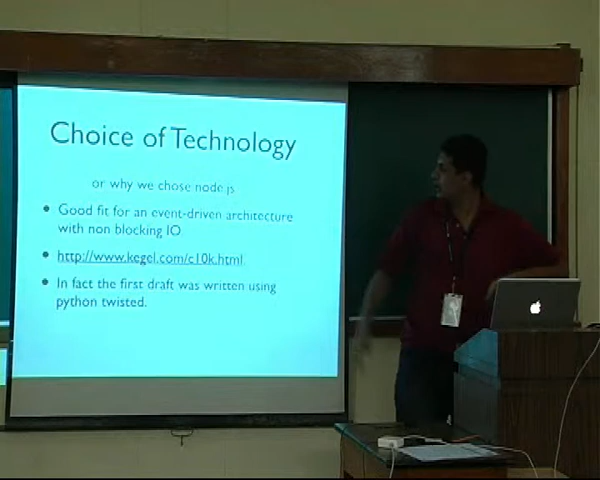 Choice of Technology
or why we chose node.js
Good fit for an event-driven architecture
with non blocking IO
http://www.kegel.com/c10k.html
In fact the first draft was written using
python twisted.